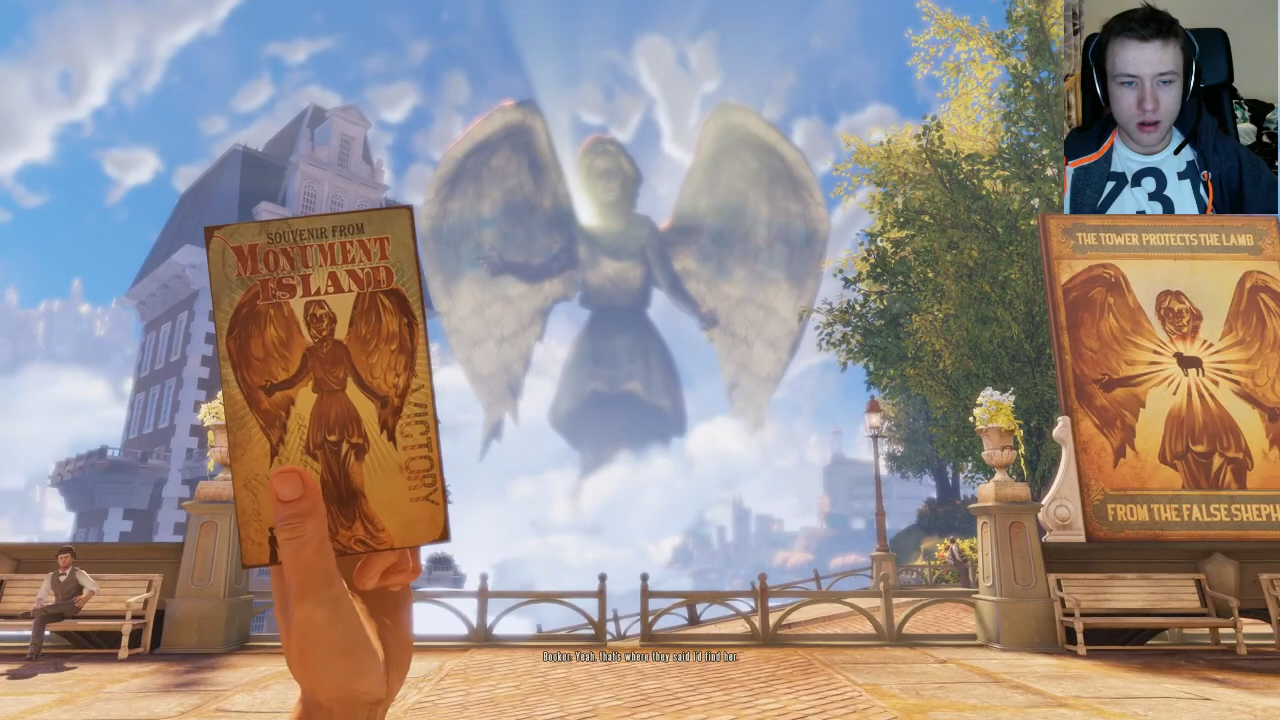 SOUVENIR FROM
MONUMENT
ISLAND
VICTORY
731
THE TOWER PROTECTS THE LAMB
FROM THE FALSE SHEPH
Booker: Yeah, that's where they said I'd find her.